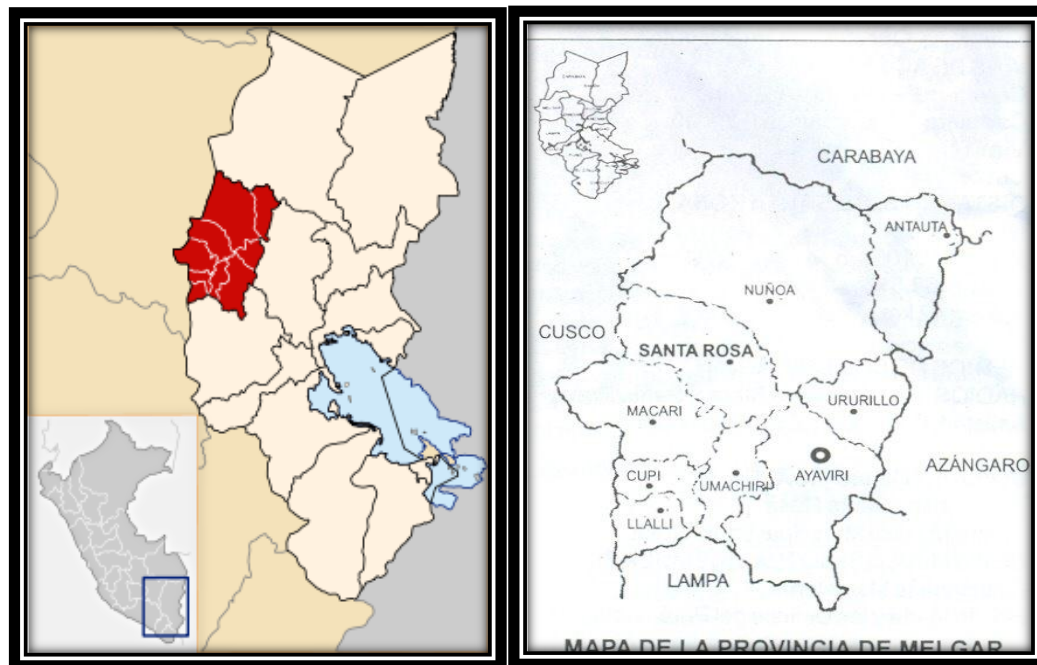 CARABAYA
ANTAUTA
NUÑOA
CUSCO
SANTA ROSA
MACARI
URURILLO
AYAVIRI
AZÁNGARO
CUPI
UMACHIRI
LLALLI
LAMPA
MAPA DE LA PROVINCIA DE MELGAR